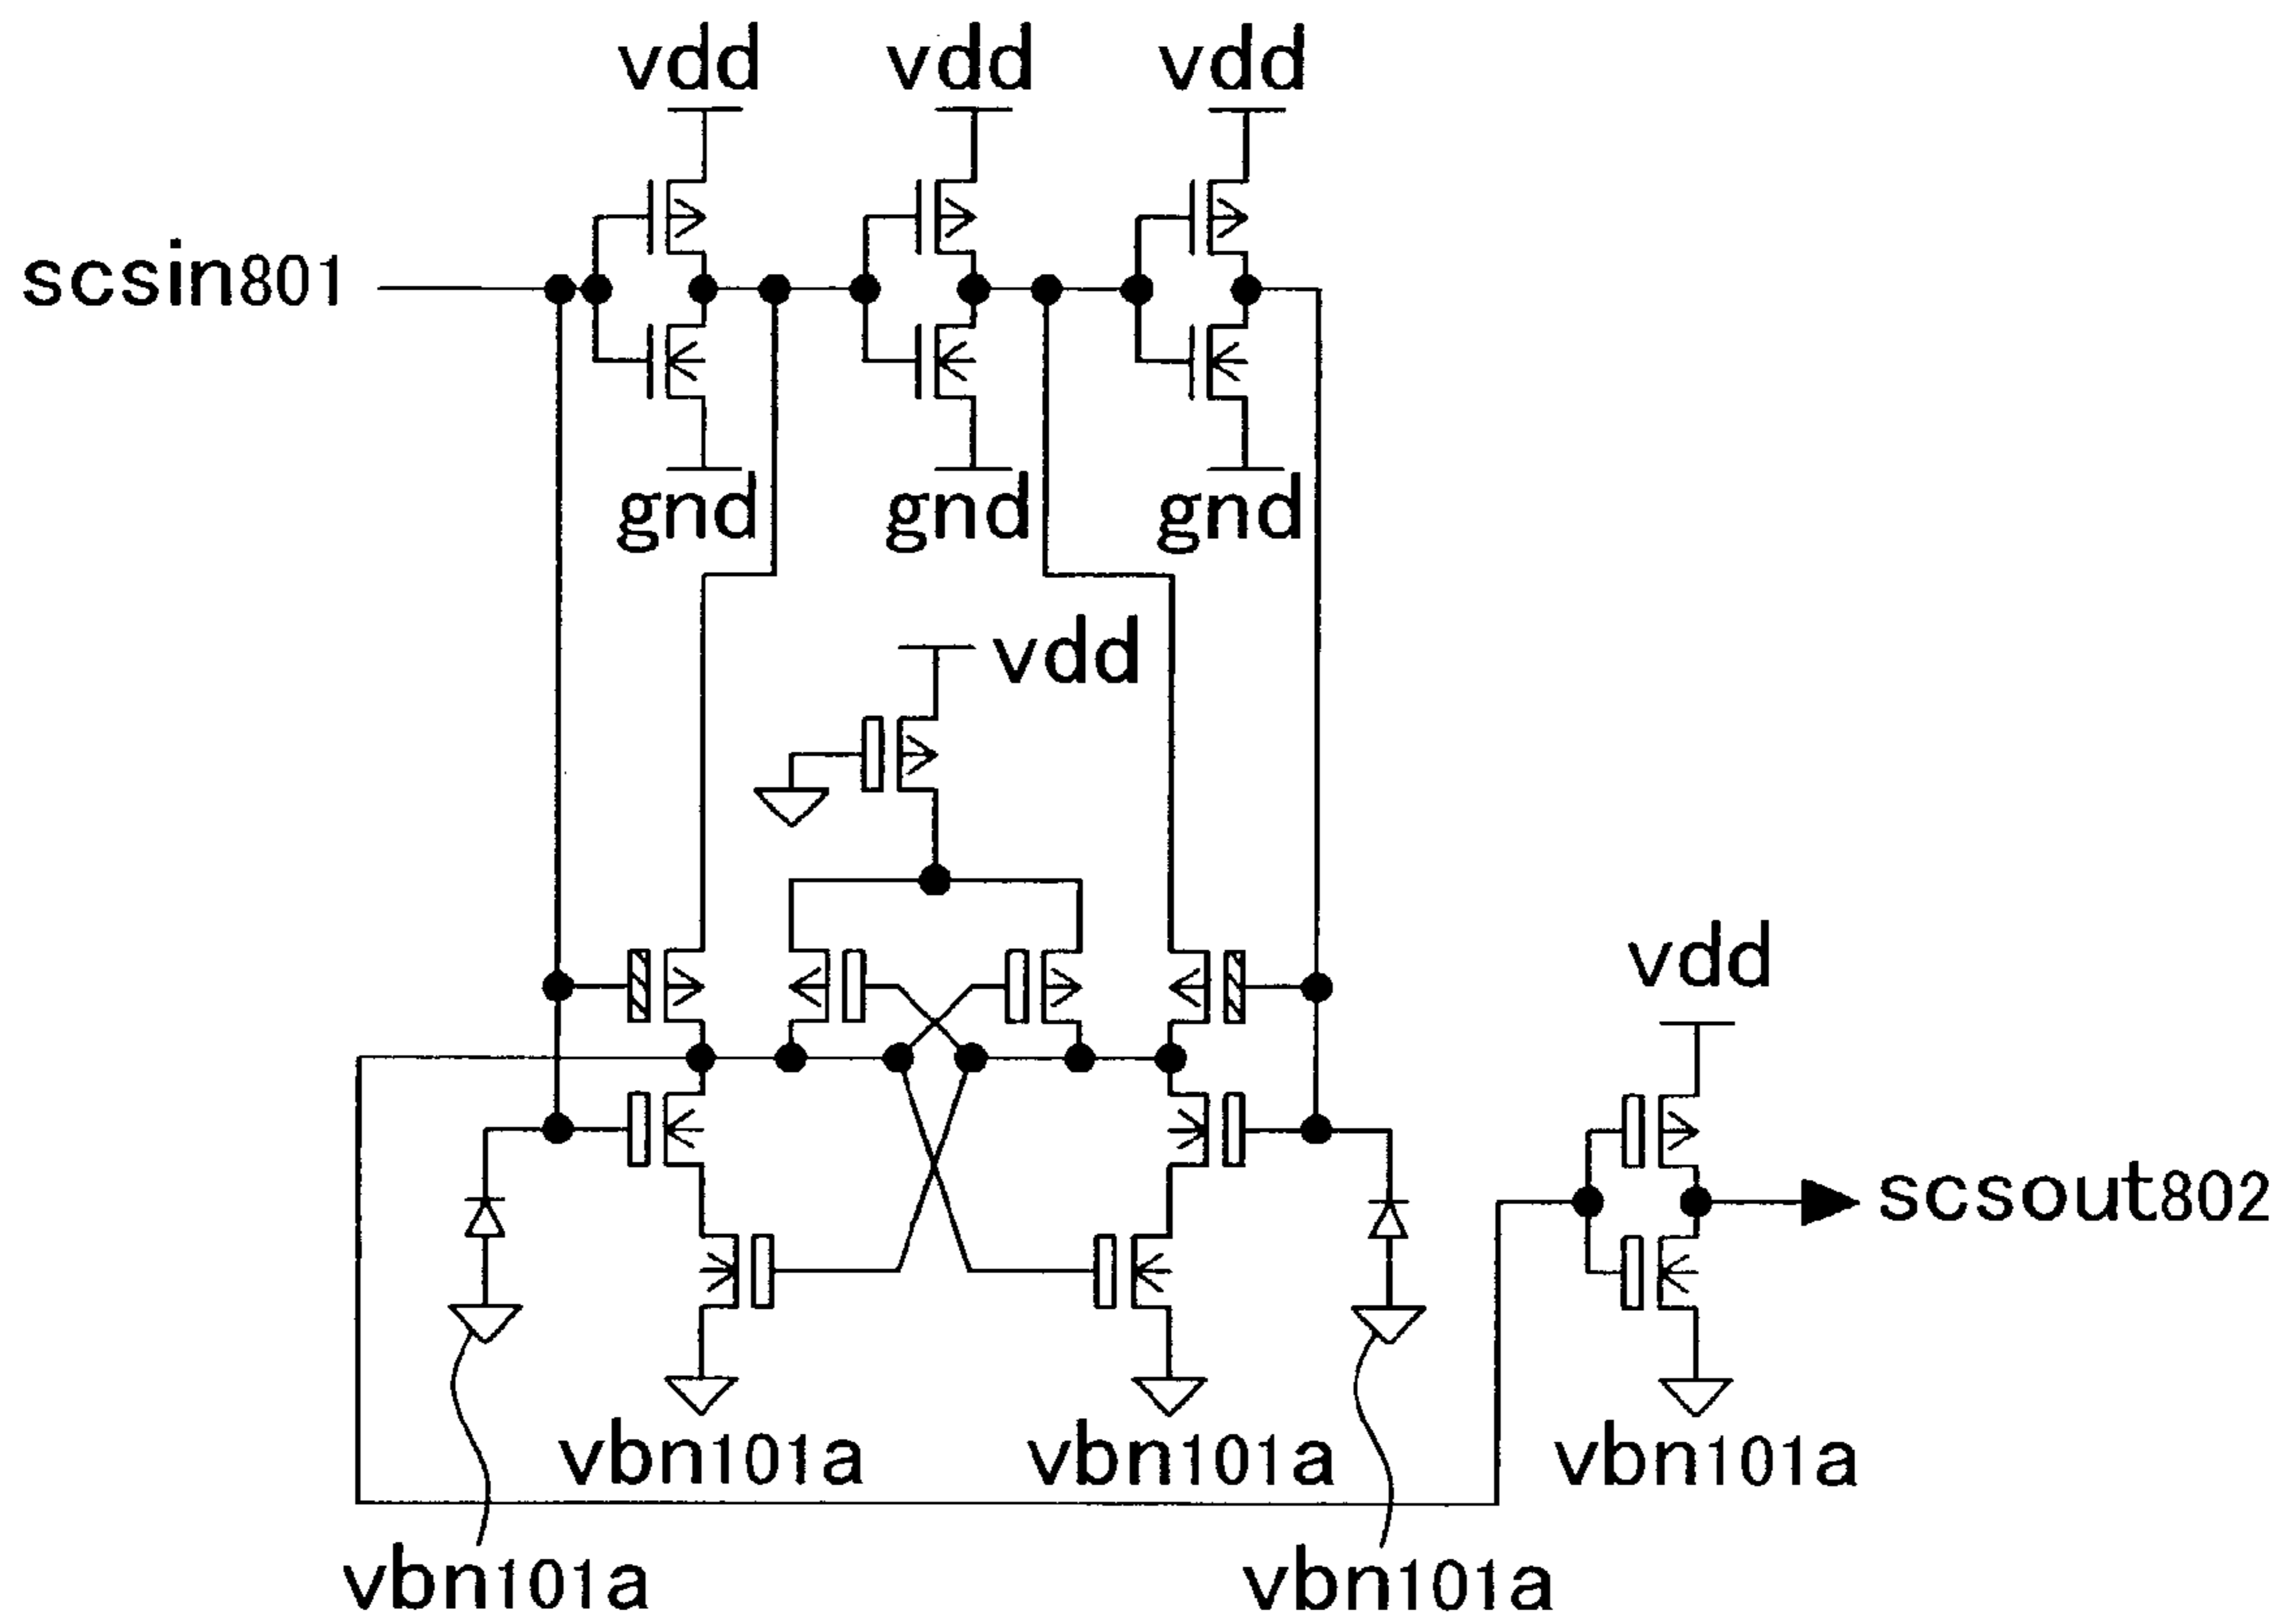 vdd vdd vdd
scsin801
gnd gnd gnd
vdd
vdd
scsout802
vbn101a vbn101a vbn101a
vbn101a vbn101a